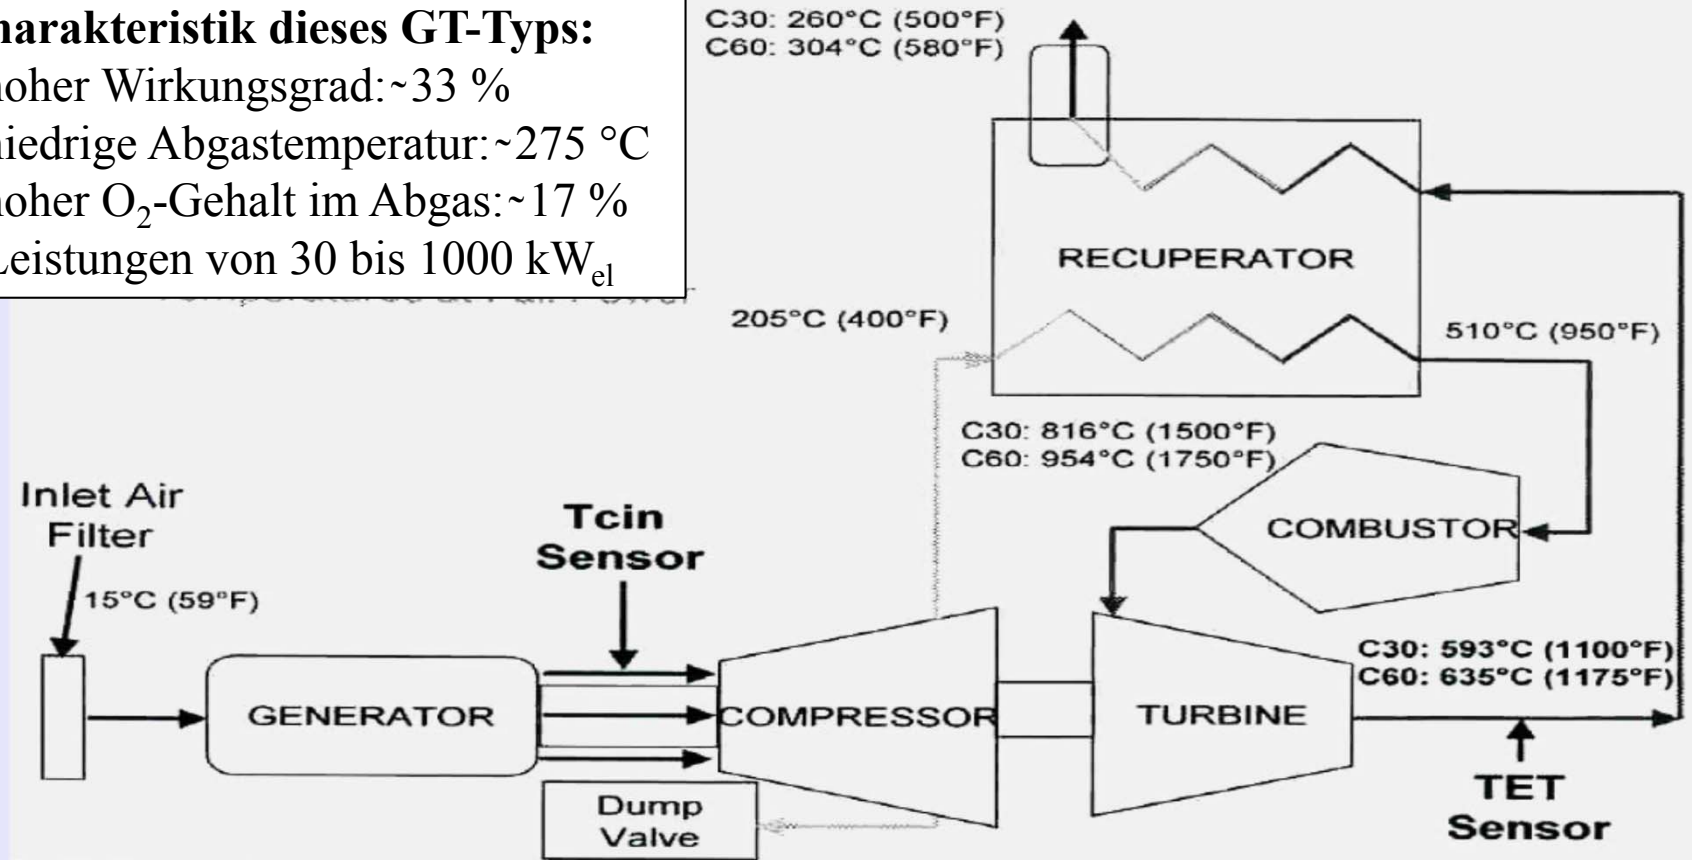 harakteristik dieses GT-Typs:
hoher Wirkungsgrad:~33 %
niedrige Abgastemperatur:~275 °C
hoher O₂-Gehalt im Abgas:~17 %
Leistungen von 30 bis 1000 kWel
C30: 260°C (500°F)
C60: 304°C (580°F)
RECUPERATOR
205°C (400°F)
510°C (950°F)
C30: 816°C (1500°F)
C60: 954°C (1750°F)
COMBUSTOR
Inlet Air
Filter
15°C (59°F)
Tcin
Sensor
GENERATOR
COMPRESSOR
TURBINE
C30: 593°C (1100°F)
C60: 635°C (1175°F)
Dump
Valve
TET
Sensor